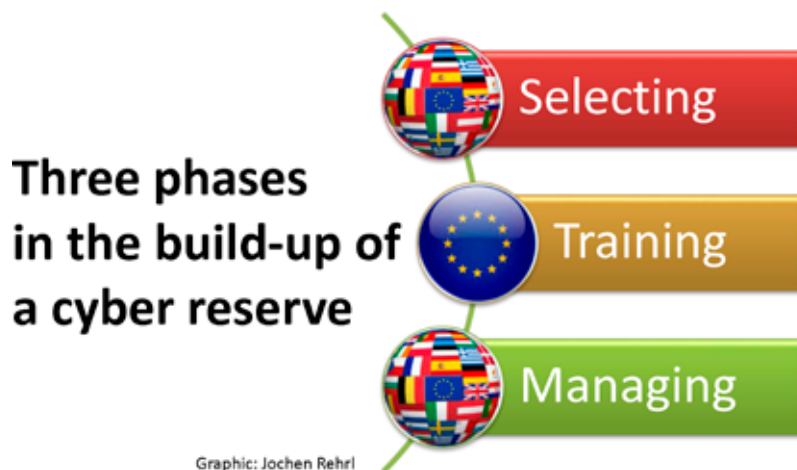 Three phases
in the build-up of
a cyber reserve
Selecting
Training
Managing
Graphic: Jochen Rehrl